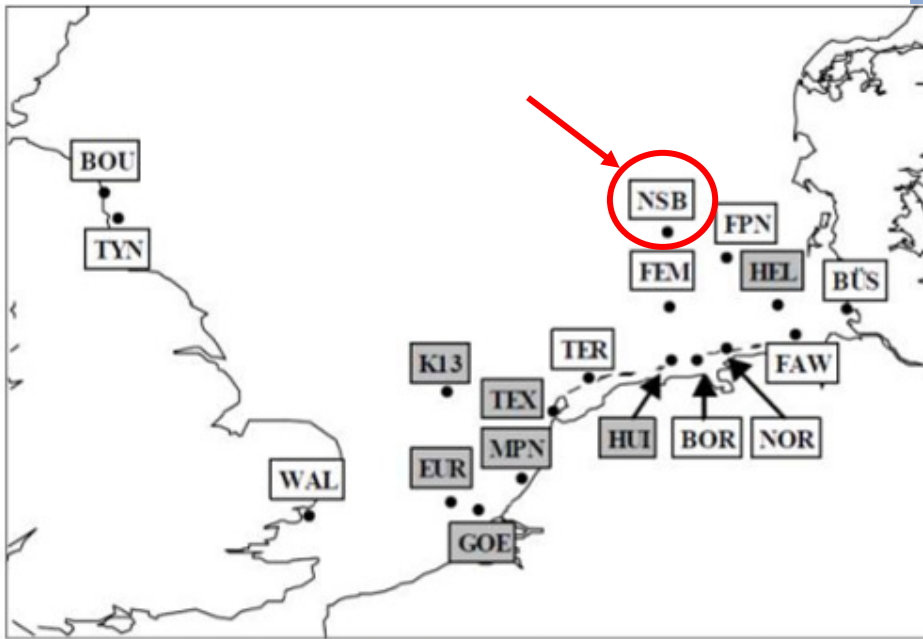 BOU
NSB
FPN
TYN
FEM
HEL
BÜS
TER
K13
FAW
TEX
HUI
BOR
NOR
MPN
EUR
WAL
GOE